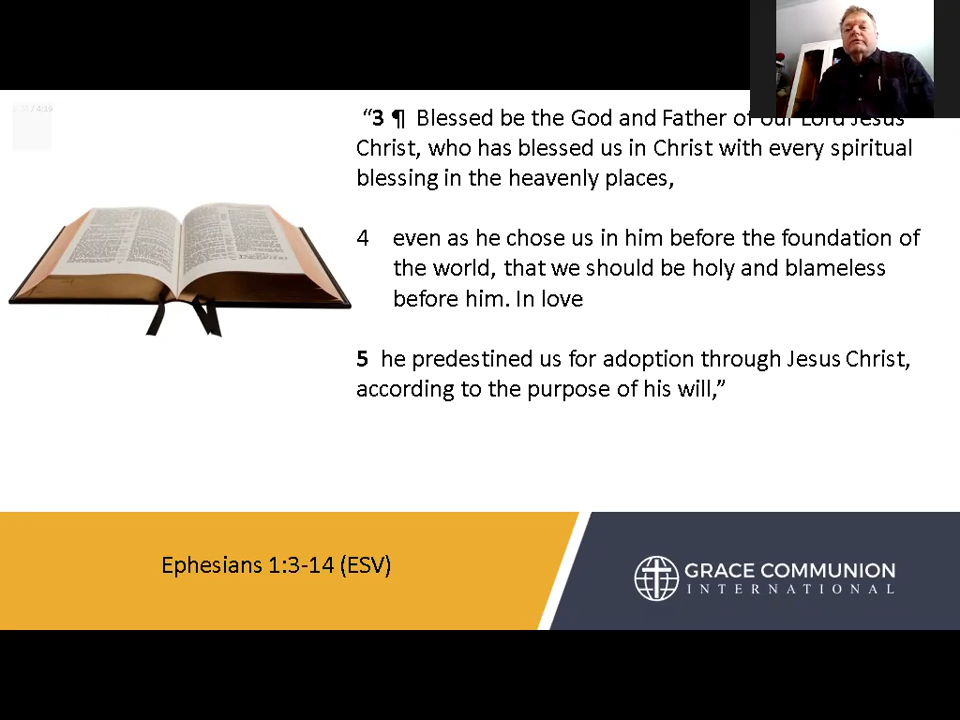 “3 ¶ Blessed be the God and Father of our Lord Jesus
Christ, who has blessed us in Christ with every spiritual
blessing in the heavenly places,
4 even as he chose us in him before the foundation of
the world, that we should be holy and blameless
before him. In love
5 he predestined us for adoption through Jesus Christ,
according to the purpose of his will,”
Ephesians 1:3-14 (ESV)
GRACE COMMUNION
INTERNATIONAL